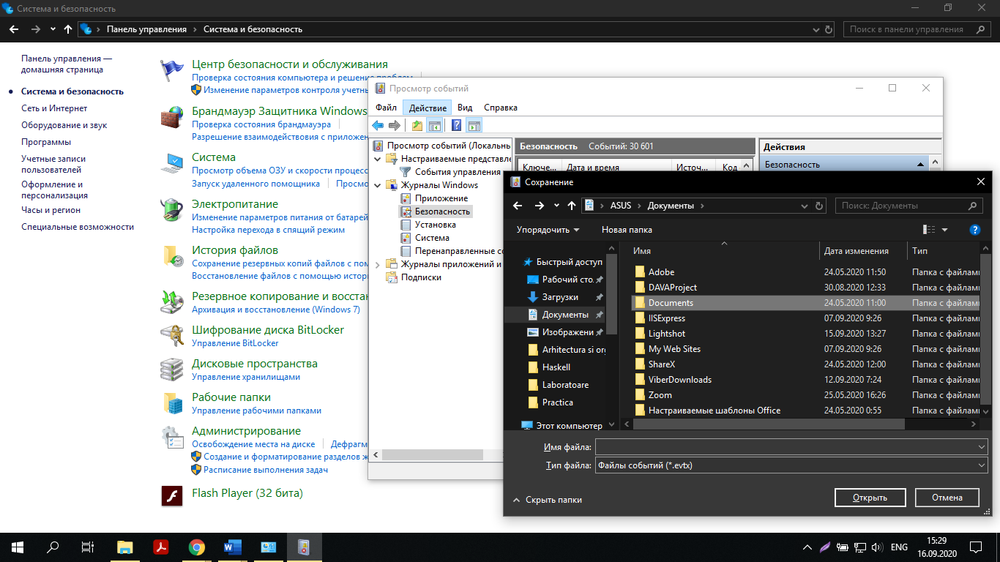 Система и безопасность
Панель управления › Система и безопасность
Поиск в панели управления
Панель управления —
домашняя страница
Система и безопасность
Сеть и Интернет
Оборудование и звук
Программы
Учетные записи
пользователей
Оформление и
персонализация
Часы и регион
Специальные возможности
Центр безопасности и обслуживания
Проверка состояния компьютера и решение проблем
Изменение параметров контроля учетны
Брандмауэр Защитника Windows
Проверка состояния брандмауэра
Разрешение взаимодействия с приложен
Система
Просмотр объема ОЗУ и скорости процесс
Запуск удаленного помощника
Просмо
Электропитание
Изменение параметров питания от батарей
Настройка перехода в спящий режим
История файлов
Сохранение резервных копий файлов с пом
Восстановление файлов с помощью истори
Резервное копирование и восстан
Архивация и восстановление (Windows 7)
Шифрование диска BitLocker
Управление BitLocker
Дисковые пространства
Управление хранилищами
Рабочие папки
Управление рабочими папками
Администрирование
Освобождение места на диске
Дефрагм
Создание и форматирование разделов ж
Расписание выполнения задач
Flash Player (32 бита)
Просмотр событий
Файл Действие Вид Справка
Просмотр событий (Локальнь
Настраиваемые представле
События управления
Журналы Windows
Приложение
Безопасность
Установка
Система
Перенаправленные со
Журналы приложений и
Подписки
Безопасность Событий: 30 601
Ключе... Дата и время Источ... Код
Действия
Безопасность
Сохранение
› ASUS › Документы ›
Поиск: Документы
Упорядочить Новая папка
Быстрый доступ
Рабочий сто.
Загрузки
Документы
Изображени
Arhitectura si org
Haskell
Laboratoare
Practica
Этот компьютер
Имя Дата изменения Тип
Adobe 24.05.2020 11:50 Папка с файлами
DAVAProject 30.08.2020 12:33 Папка с файлами
Documents 24.05.2020 11:00 Папка с файлами
IISExpress 07.09.2020 9:26 Папка с файлами
Lightshot 15.09.2020 13:27 Папка с файлами
My Web Sites 07.09.2020 9:26 Папка с файлами
ShareX 24.05.2020 12:00 Папка с файлами
ViberDownloads 12.09.2020 7:24 Папка с файлами
Zoom 25.05.2020 16:26 Папка с файлами
Настраиваемые шаблоны Office 24.05.2020 0:55 Папка с файлами
Имя файла:
Тип файла: Файлы событий (*.evtx)
Скрыть папки
Открыть
Отмена
ENG
15:29
16.09.2020